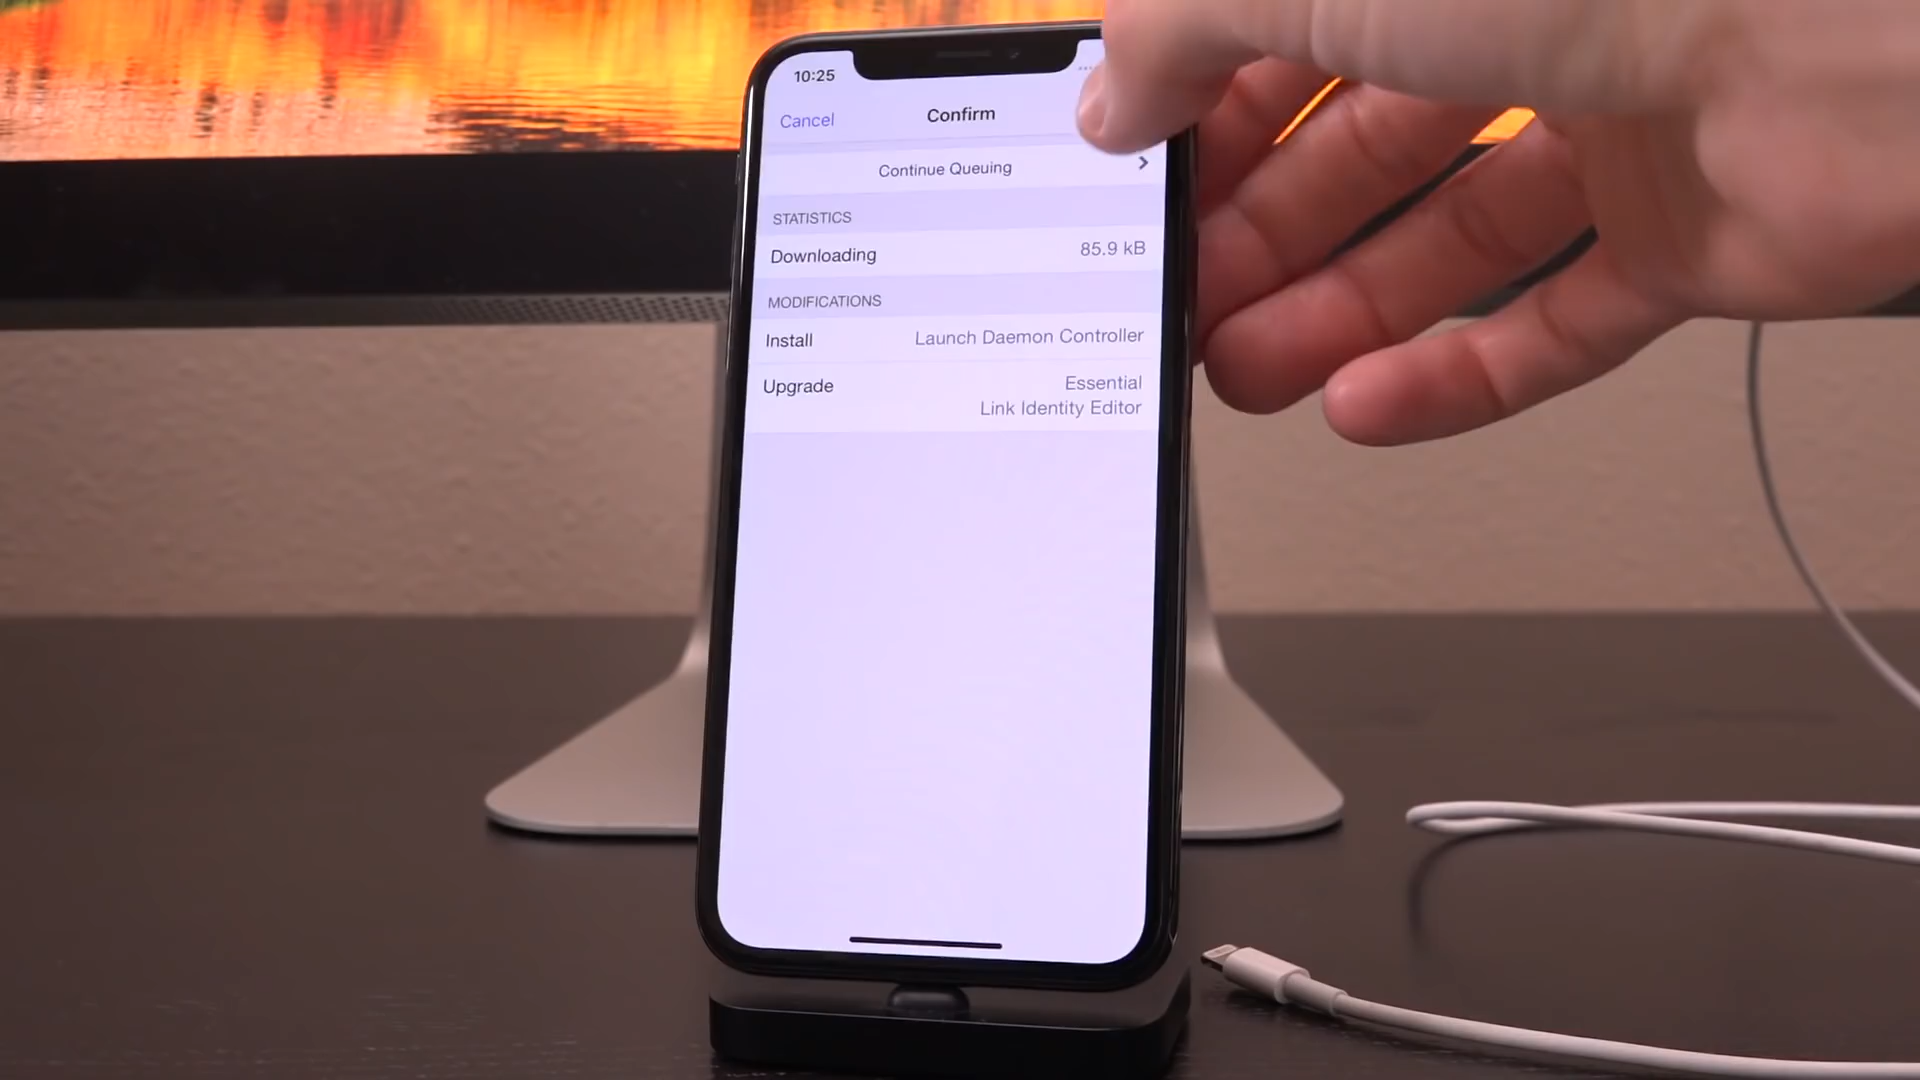 10:25
Cancel
Confirm
Continue Queuing
STATISTICS
Downloading 85.9 kB
MODIFICATIONS
Install Launch Daemon Controller
Upgrade Essential
Link Identity Editor